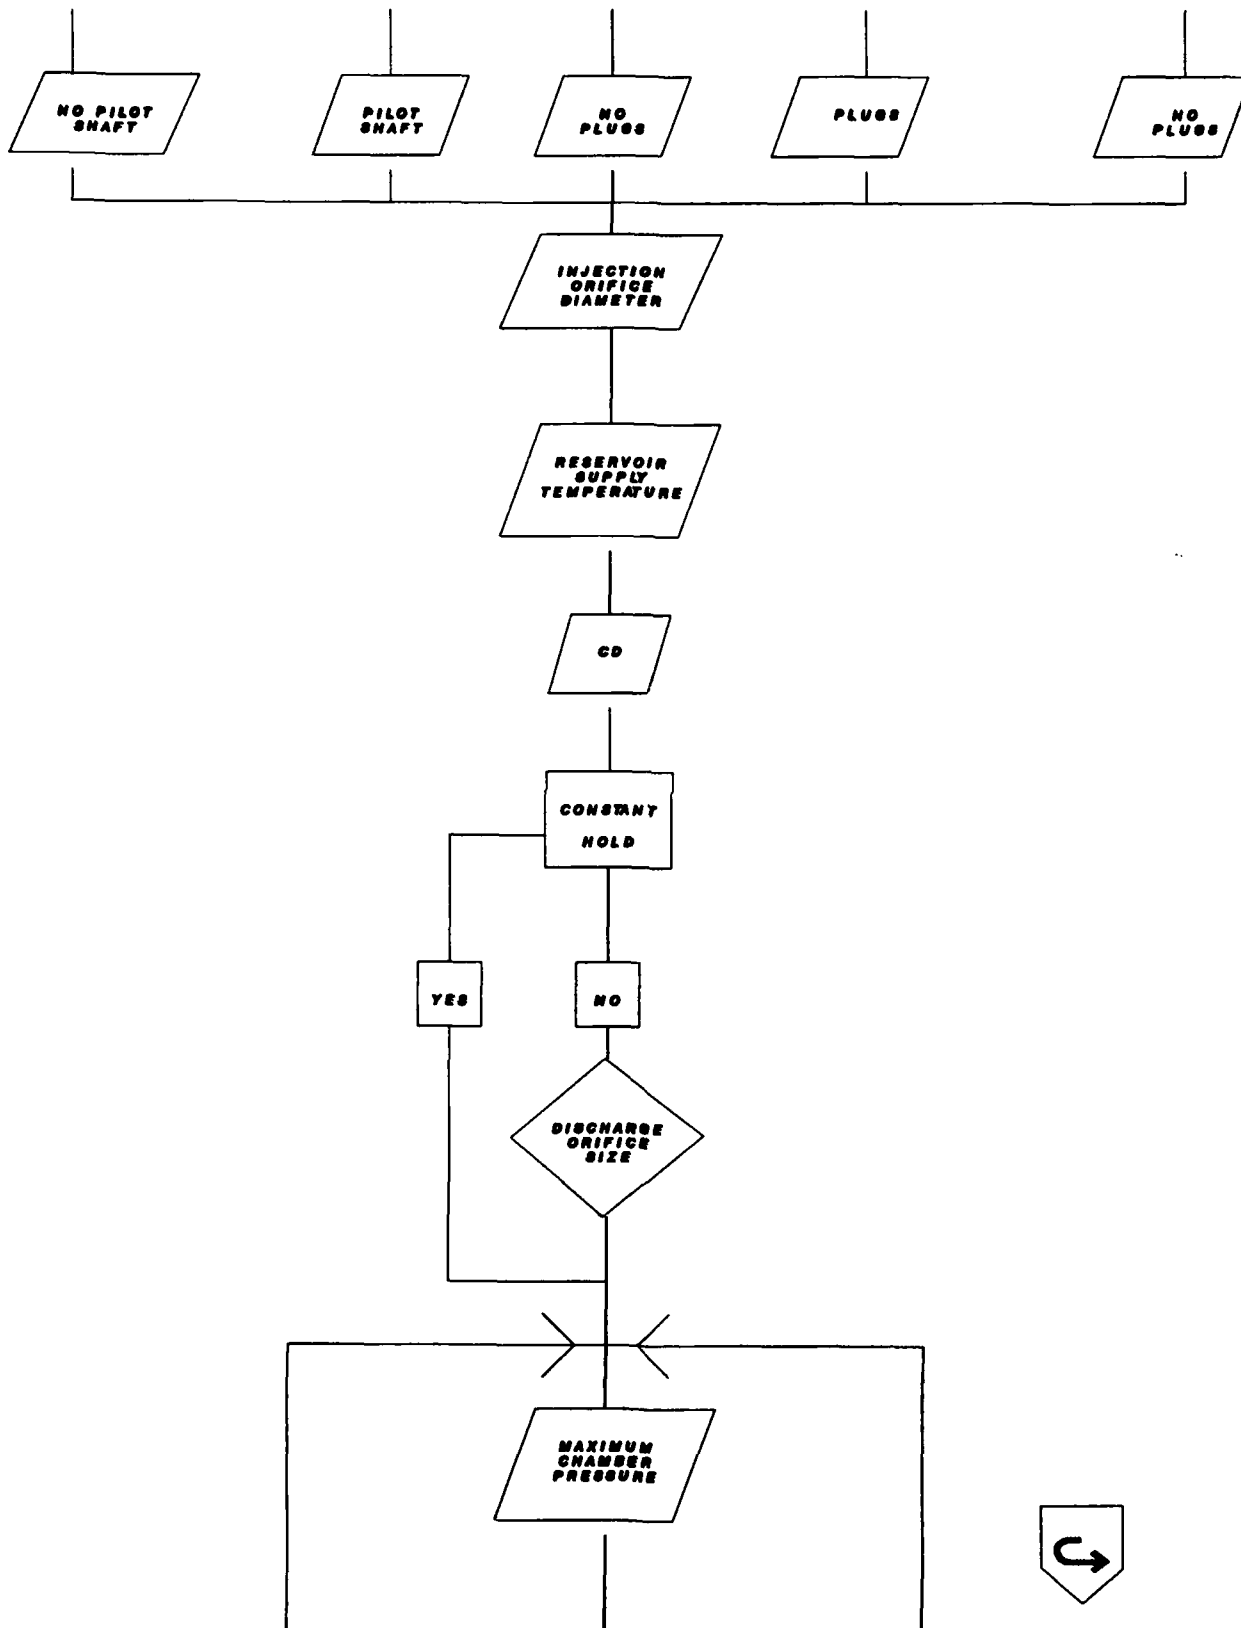 NO PILOT
SHAFT
PILOT
SHAFT
NO
PLUGS
PLUGS
NO
PLUGS
INJECTION
ORIFICE
DIAMETER
RESERVOIR
SUPPLY
TEMPERATURE
CD
CONSTANT
HOLD
YES
NO
DISCHARGE
ORIFICE
SIZE
MAXIMUM
CHAMBER
PRESSURE